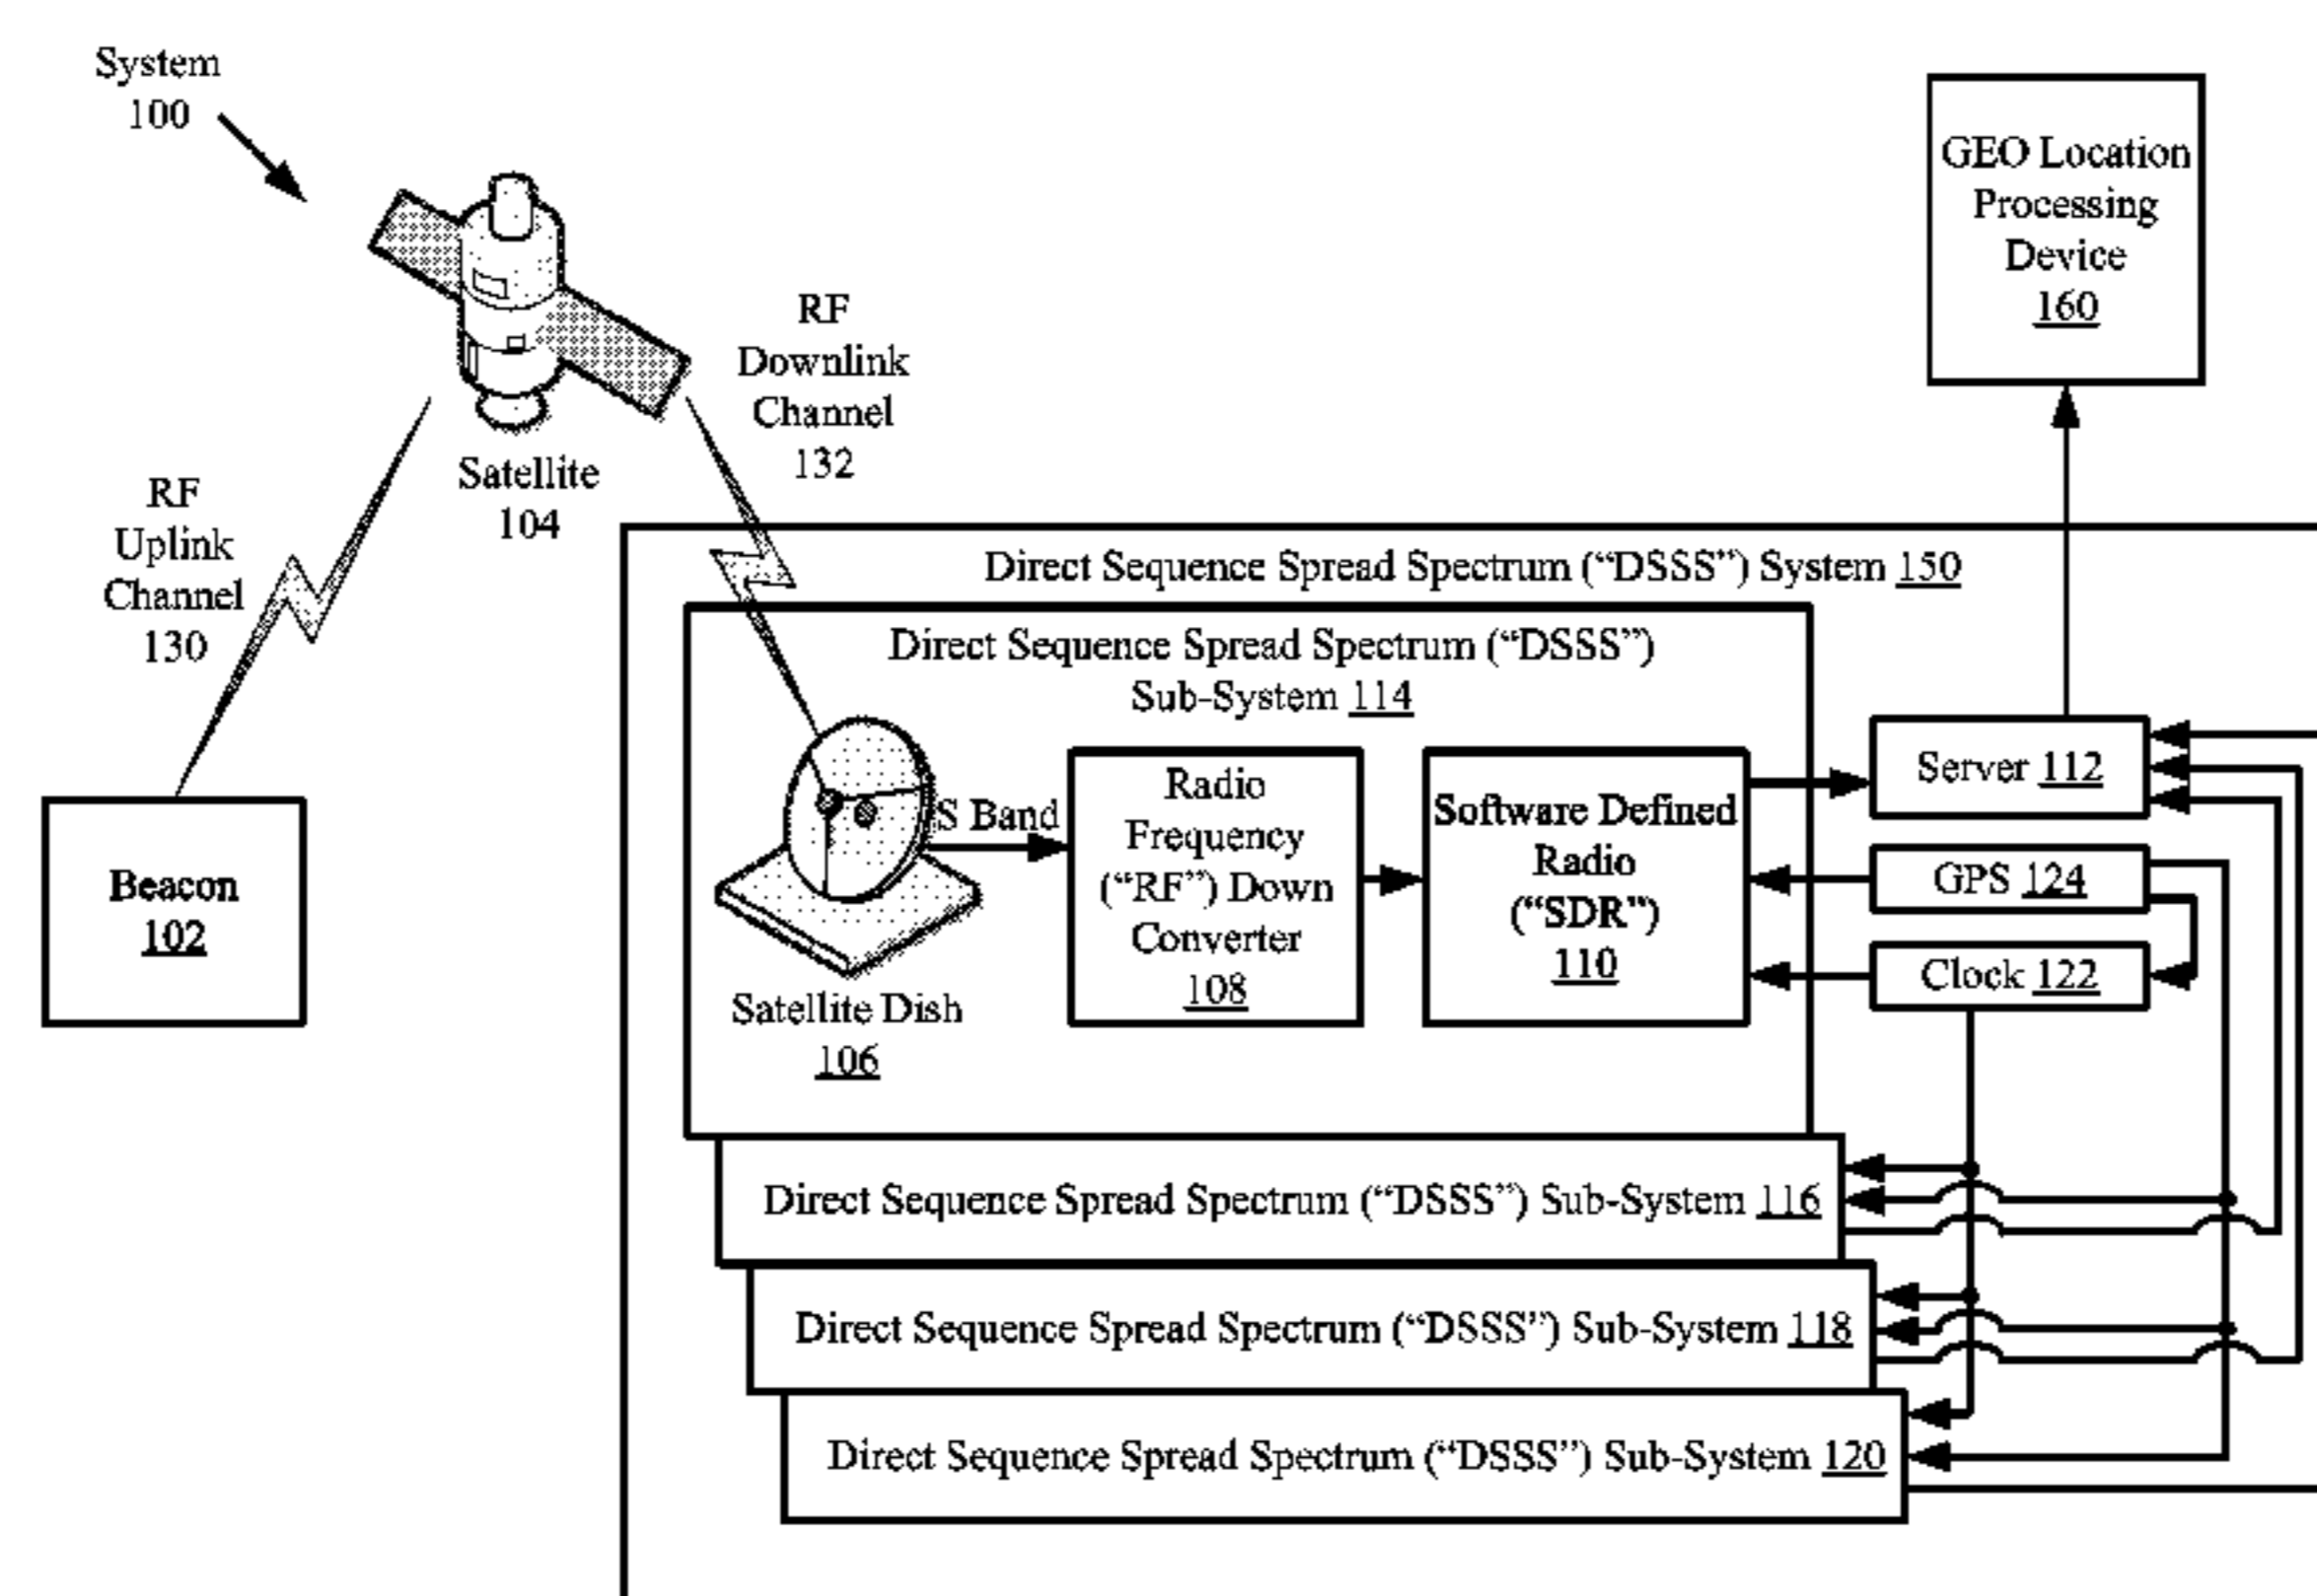 System
100
GEO Location
Processing
Device
160
RF
Downlink
Channel
132
Satellite
104
RF
Uplink
Channel
130
Direct Sequence Spread Spectrum (“DSSS”) System 150
Direct Sequence Spread Spectrum (“DSSS”)
Sub-System 114
Beacon
102
S Band
Satellite Dish
106
Radio
Frequency
(“RF”) Down
Converter
108
Software Defined
Radio
(“SDR”)
110
Server 112
GPS 124
Clock 122
Direct Sequence Spread Spectrum (“DSSS”) Sub-System 116
Direct Sequence Spread Spectrum (“DSSS”) Sub-System 118
Direct Sequence Spread Spectrum (“DSSS”) Sub-System 120